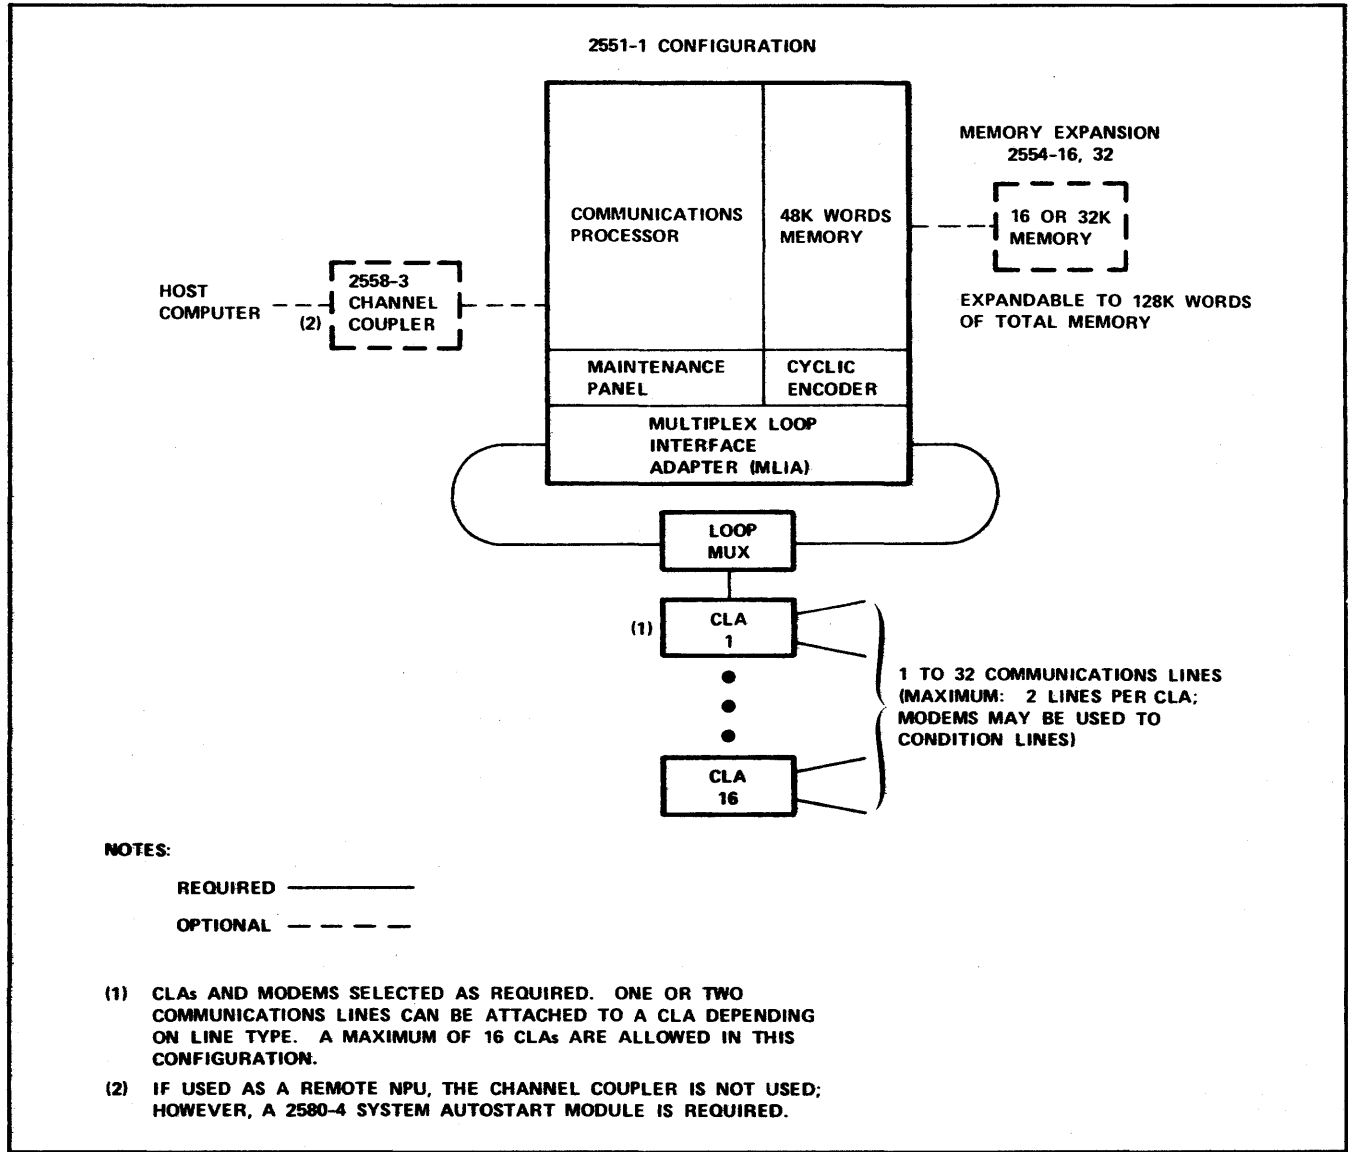 2551-1 CONFIGURATION
MEMORY EXPANSION
2554-16, 32
COMMUNICATIONS
PROCESSOR
48K WORDS
MEMORY
16 OR 32K
MEMORY
HOST
COMPUTER
(2)
2558-3
CHANNEL
COUPLER
EXPANDABLE TO 128K WORDS
OF TOTAL MEMORY
MAINTENANCE
PANEL
CYCLIC
ENCODER
MULTIPLEX LOOP
INTERFACE
ADAPTER (MLIA)
LOOP
MUX
(1)
CLA
1
1 TO 32 COMMUNICATIONS LINES
(MAXIMUM: 2 LINES PER CLA;
MODEMS MAY BE USED TO
CONDITION LINES)
CLA
16
NOTES:
REQUIRED
OPTIONAL
(1) CLAs AND MODEMS SELECTED AS REQUIRED. ONE OR TWO
COMMUNICATIONS LINES CAN BE ATTACHED TO A CLA DEPENDING
ON LINE TYPE. A MAXIMUM OF 16 CLAs ARE ALLOWED IN THIS
CONFIGURATION.
(2) IF USED AS A REMOTE NPU, THE CHANNEL COUPLER IS NOT USED;
HOWEVER, A 2580-4 SYSTEM AUTOSTART MODULE IS REQUIRED.